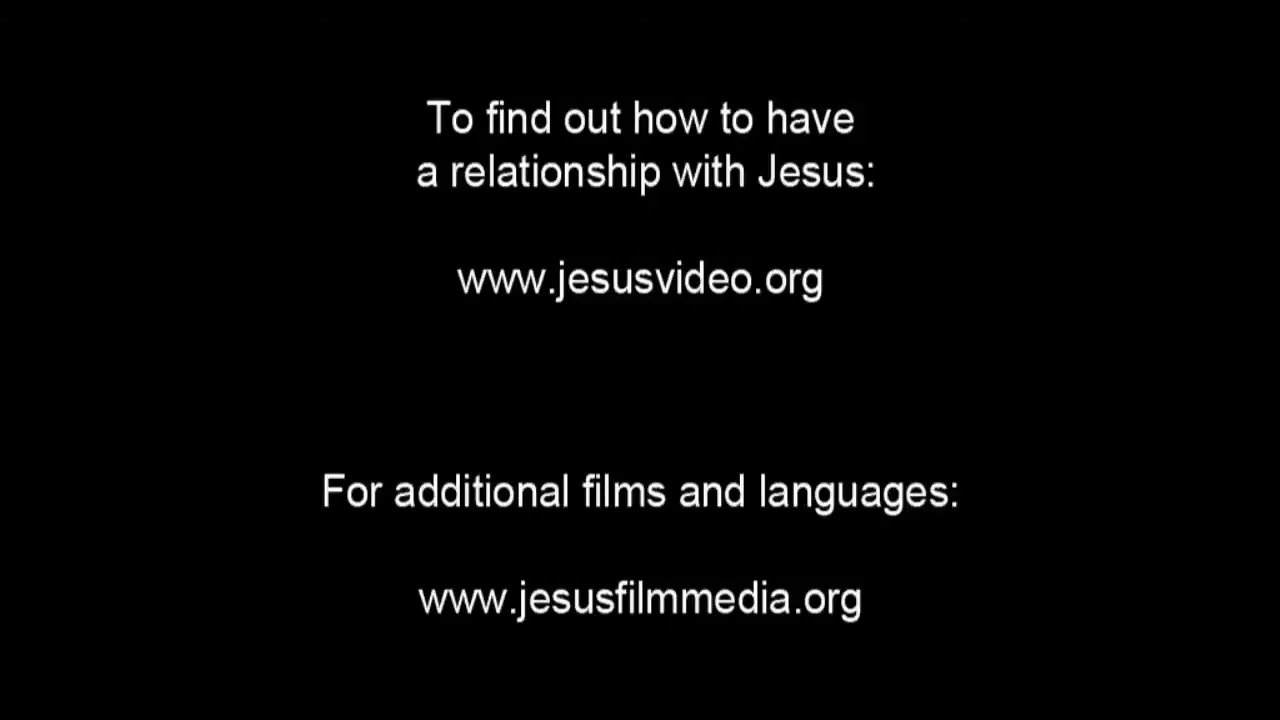 To find out how to have
a relationship with Jesus:
www.jesusvideo.org
For additional films and languages:
www.jesusfilmmedia.org